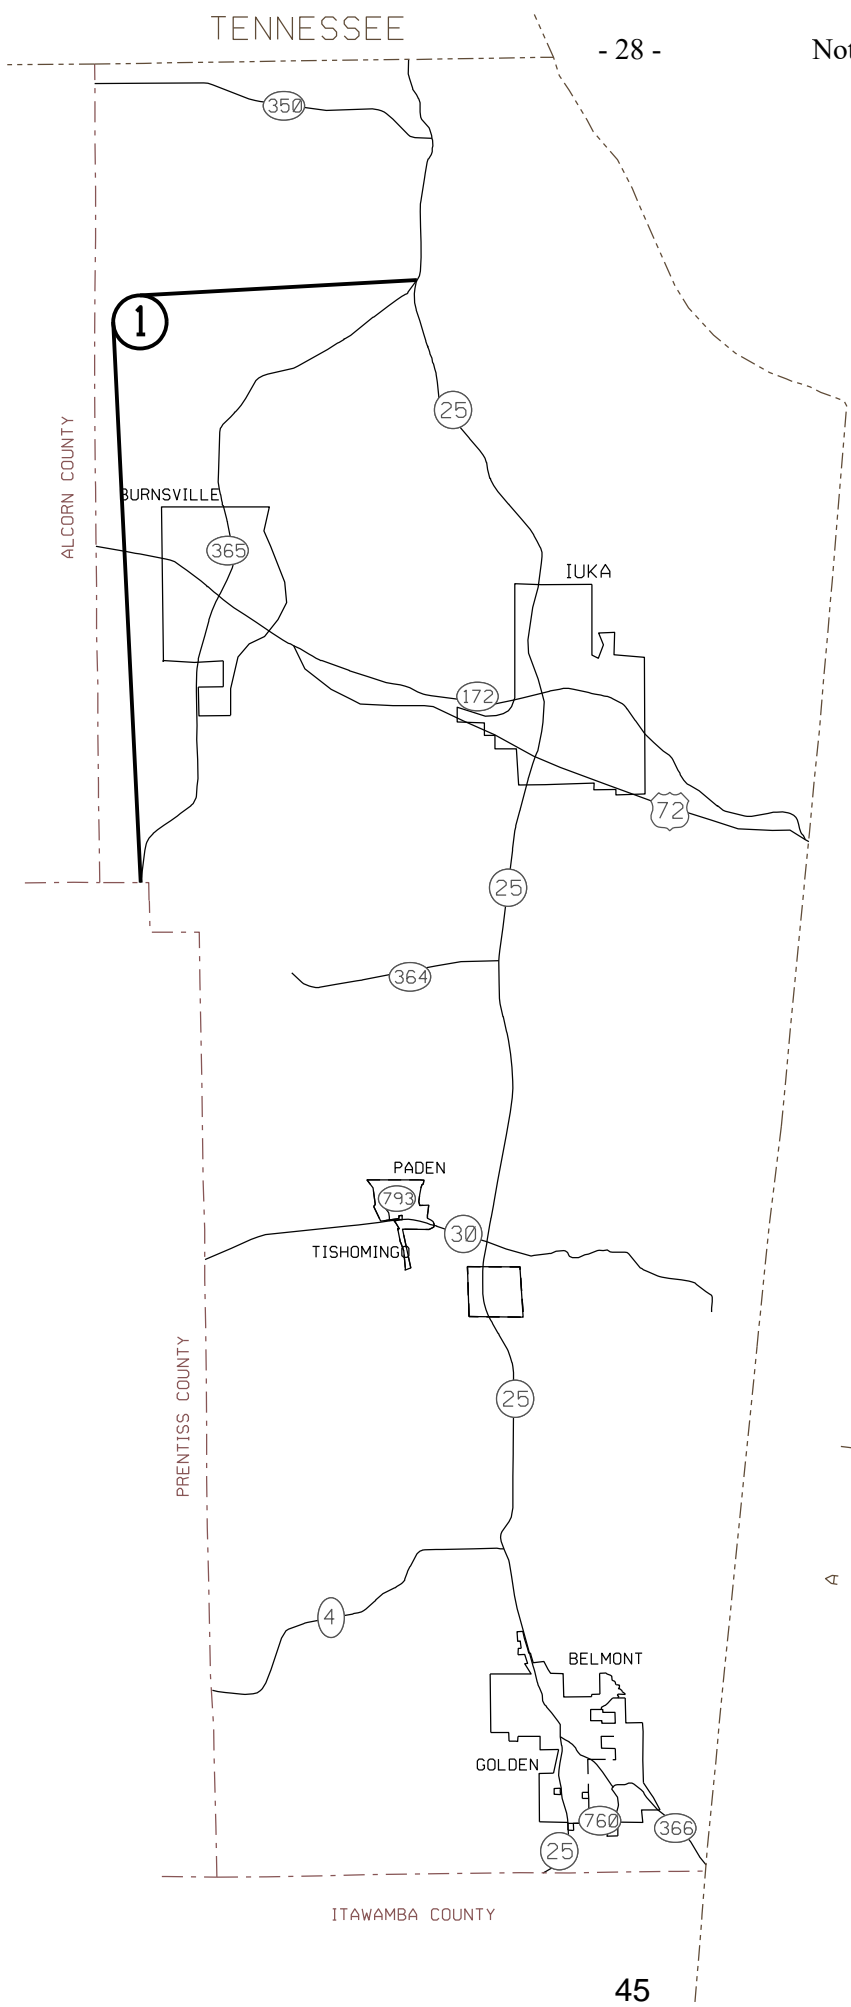 TENNESSEE
- 28 -
Not
350
1
25
ALCORN COUNTY
BURNSVILLE
365
IUKA
172
72
25
364
PADEN
793
30
TISHOMINGO
PRENTISS COUNTY
25
A
4
BELMONT
GOLDEN
760
366
25
ITAWAMBA COUNTY
45